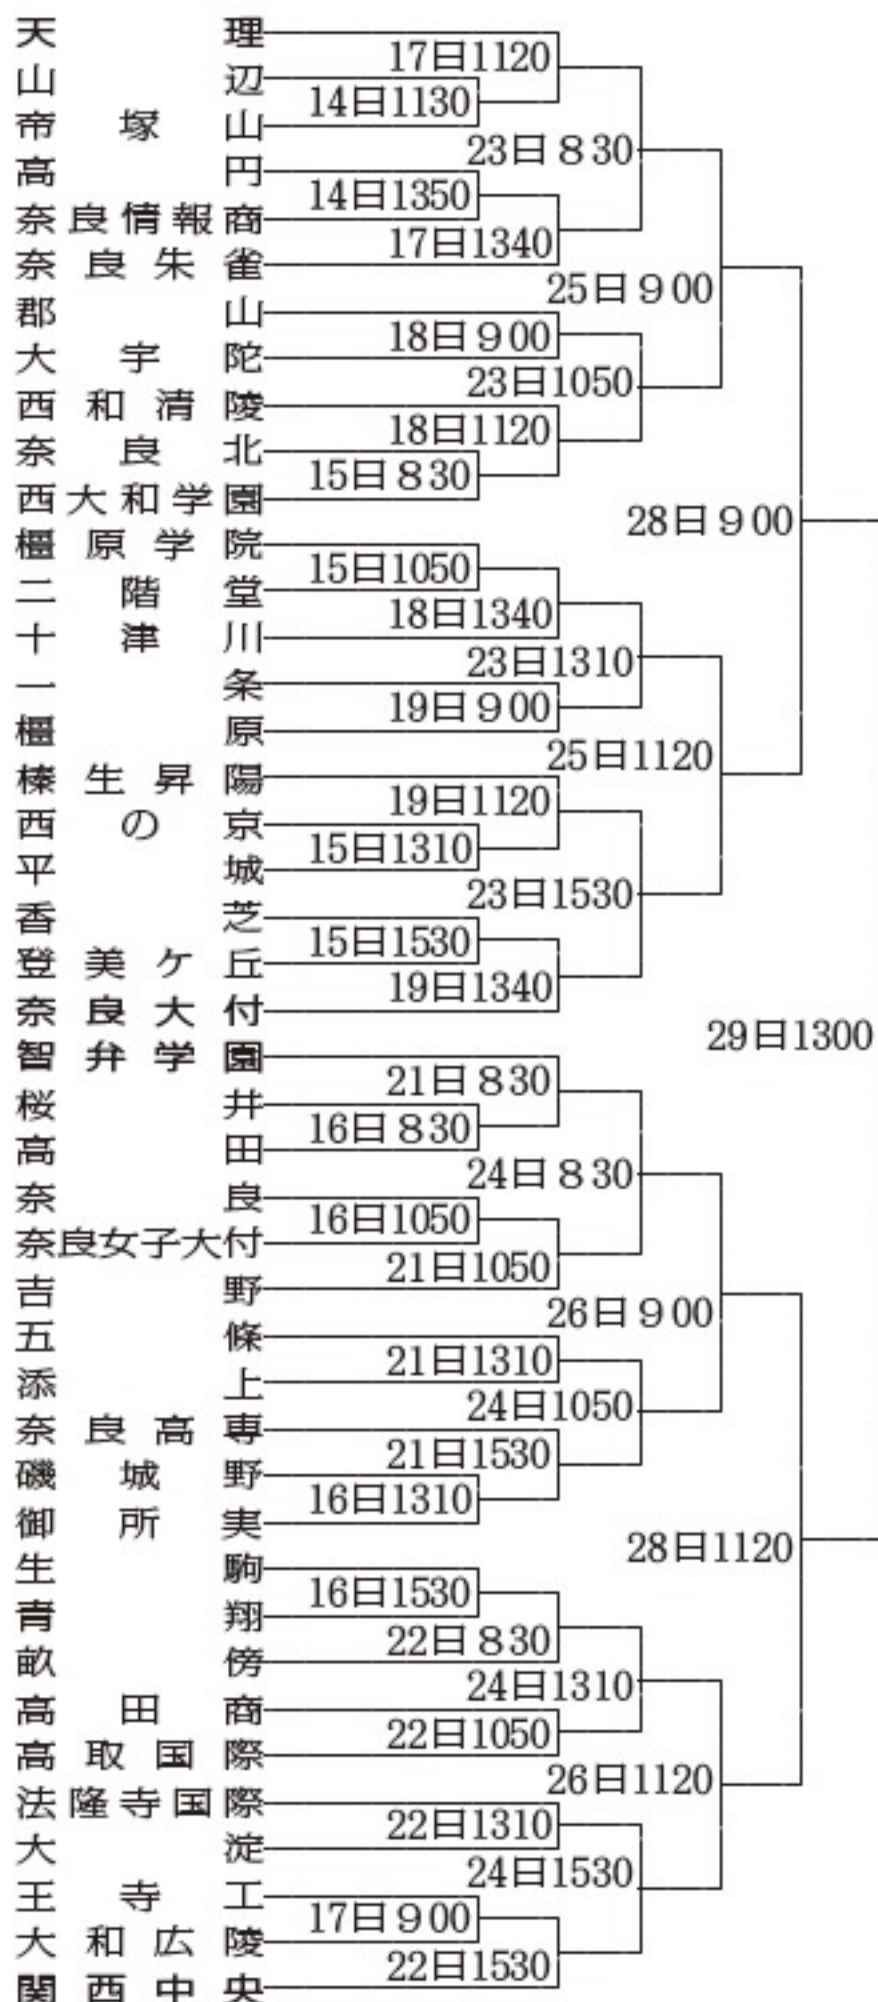 天理
17日1120
山辺
14日1130
帝塚山
23日830
高円
14日1350
奈良情報商
17日1340
奈良朱雀
25日900
郡山
18日900
大宇陀
23日1050
西和清陵
18日1120
奈良北
15日830
西大和学園
28日900
橿原学院
15日1050
二階堂
18日1340
十津川
23日1310
一条
19日900
橿原
25日1120
榛生昇陽
19日1120
西の京
15日1310
平城
23日1530
香芝
15日1530
登美ケ丘
19日1340
奈良大付
29日1300
智弁学園
21日830
桜井
16日830
高田
24日830
奈良
16日1050
奈良女子大付
21日1050
吉野
26日900
五條
21日1310
添上
24日1050
奈良高専
21日1530
磯城野
16日1310
御所実
28日1120
生駒
16日1530
青翔
22日830
畝傍
24日1310
高田商
22日1050
高取国際
26日1120
法隆寺国際
22日1310
大淀
24日1530
王寺工
17日900
大和広陵
22日1530
関西中央